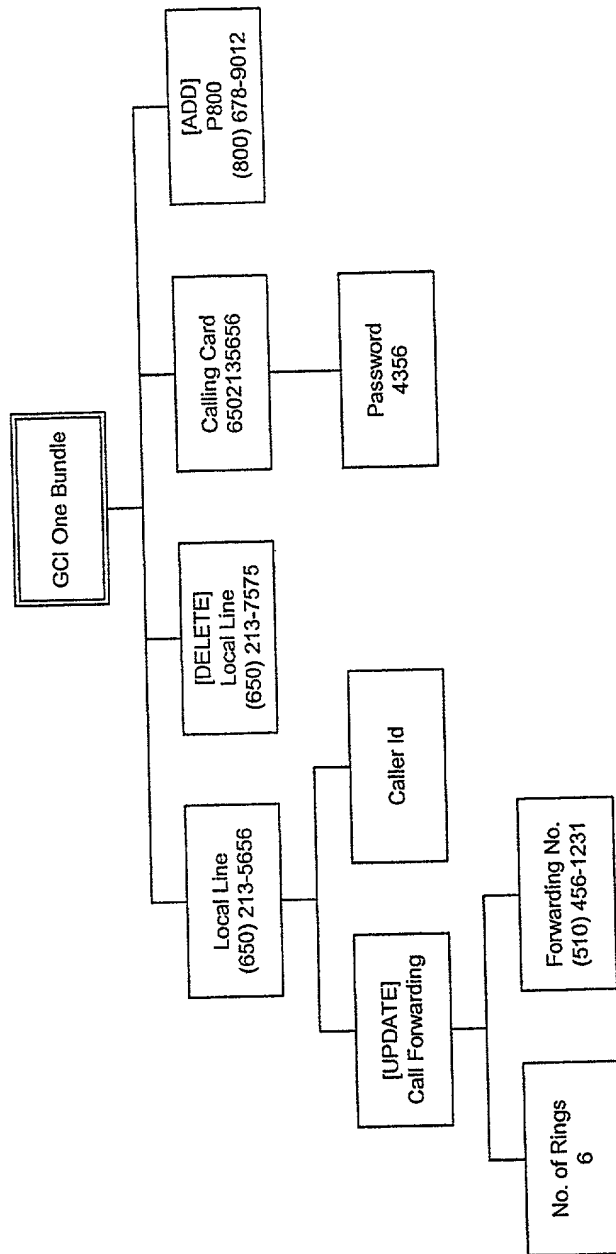 GCI One Bundle
Local Line
(650) 213-5656
[DELETE]
Local Line
(650) 213-7575
Calling Card
6502135656
[ADD]
P800
(800) 678-9012
[UPDATE]
Call Forwarding
Caller Id
Password
4356
No. of Rings
6
Forwarding No.
(510) 456-1231